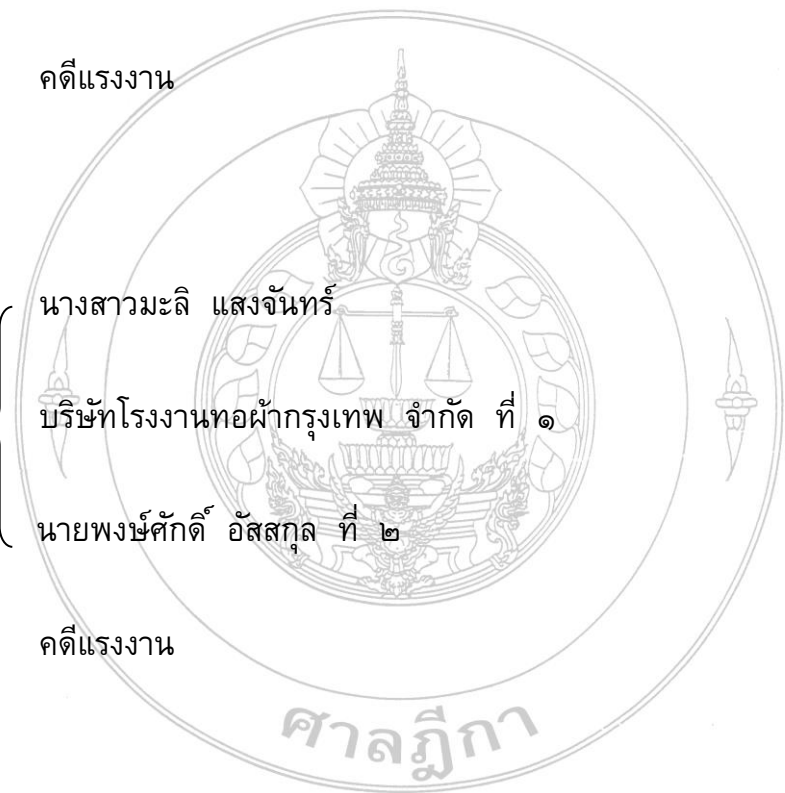 คดีแรงงาน
นางสาวมะลิ แสงจันทร์
บริษัทโรงงานทอผ้ากรุงเทพ จำกัด ที่ ๑
นายพงษ์ศักดิ์ อัสสกุล ที่ ๒
คดีแรงงาน
ศาลฎีกา